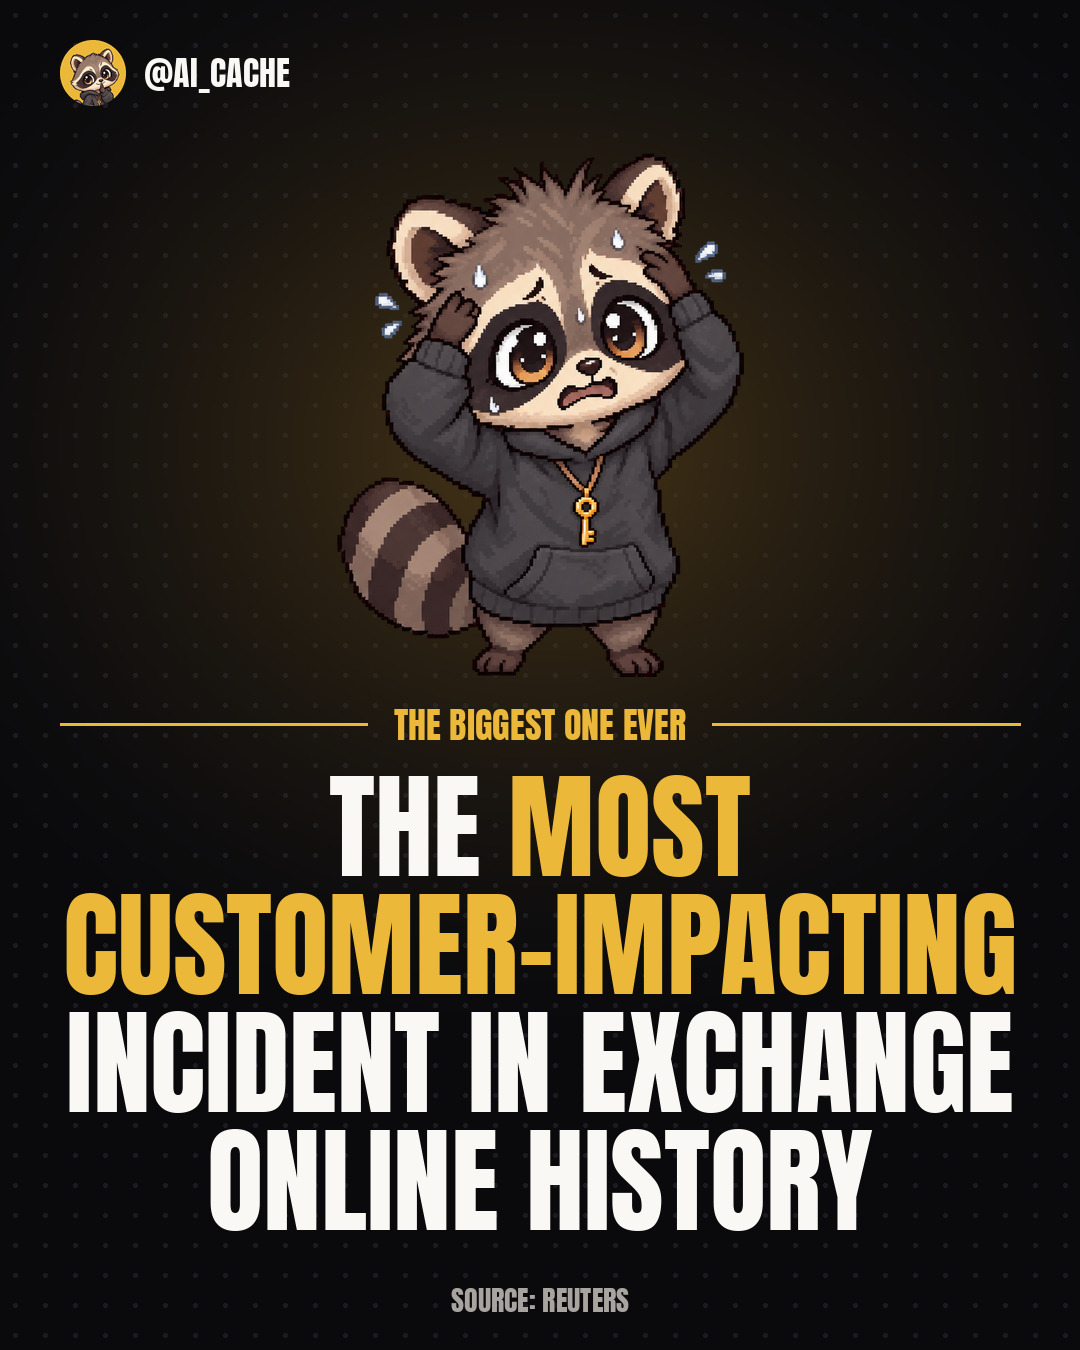 @AI_CACHE
THE BIGGEST ONE EVER
THE MOST
CUSTOMER-IMPACTING
INCIDENT IN EXCHANGE
ONLINE HISTORY
SOURCE: REUTERS